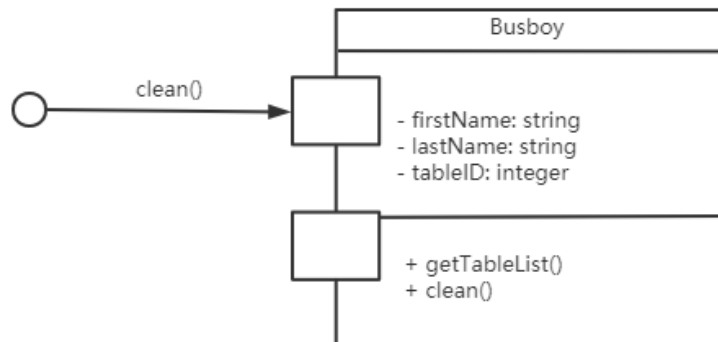 Busboy
clean()
- firstName: string
- lastName: string
- tableID: integer
+ getTableList()
+ clean()